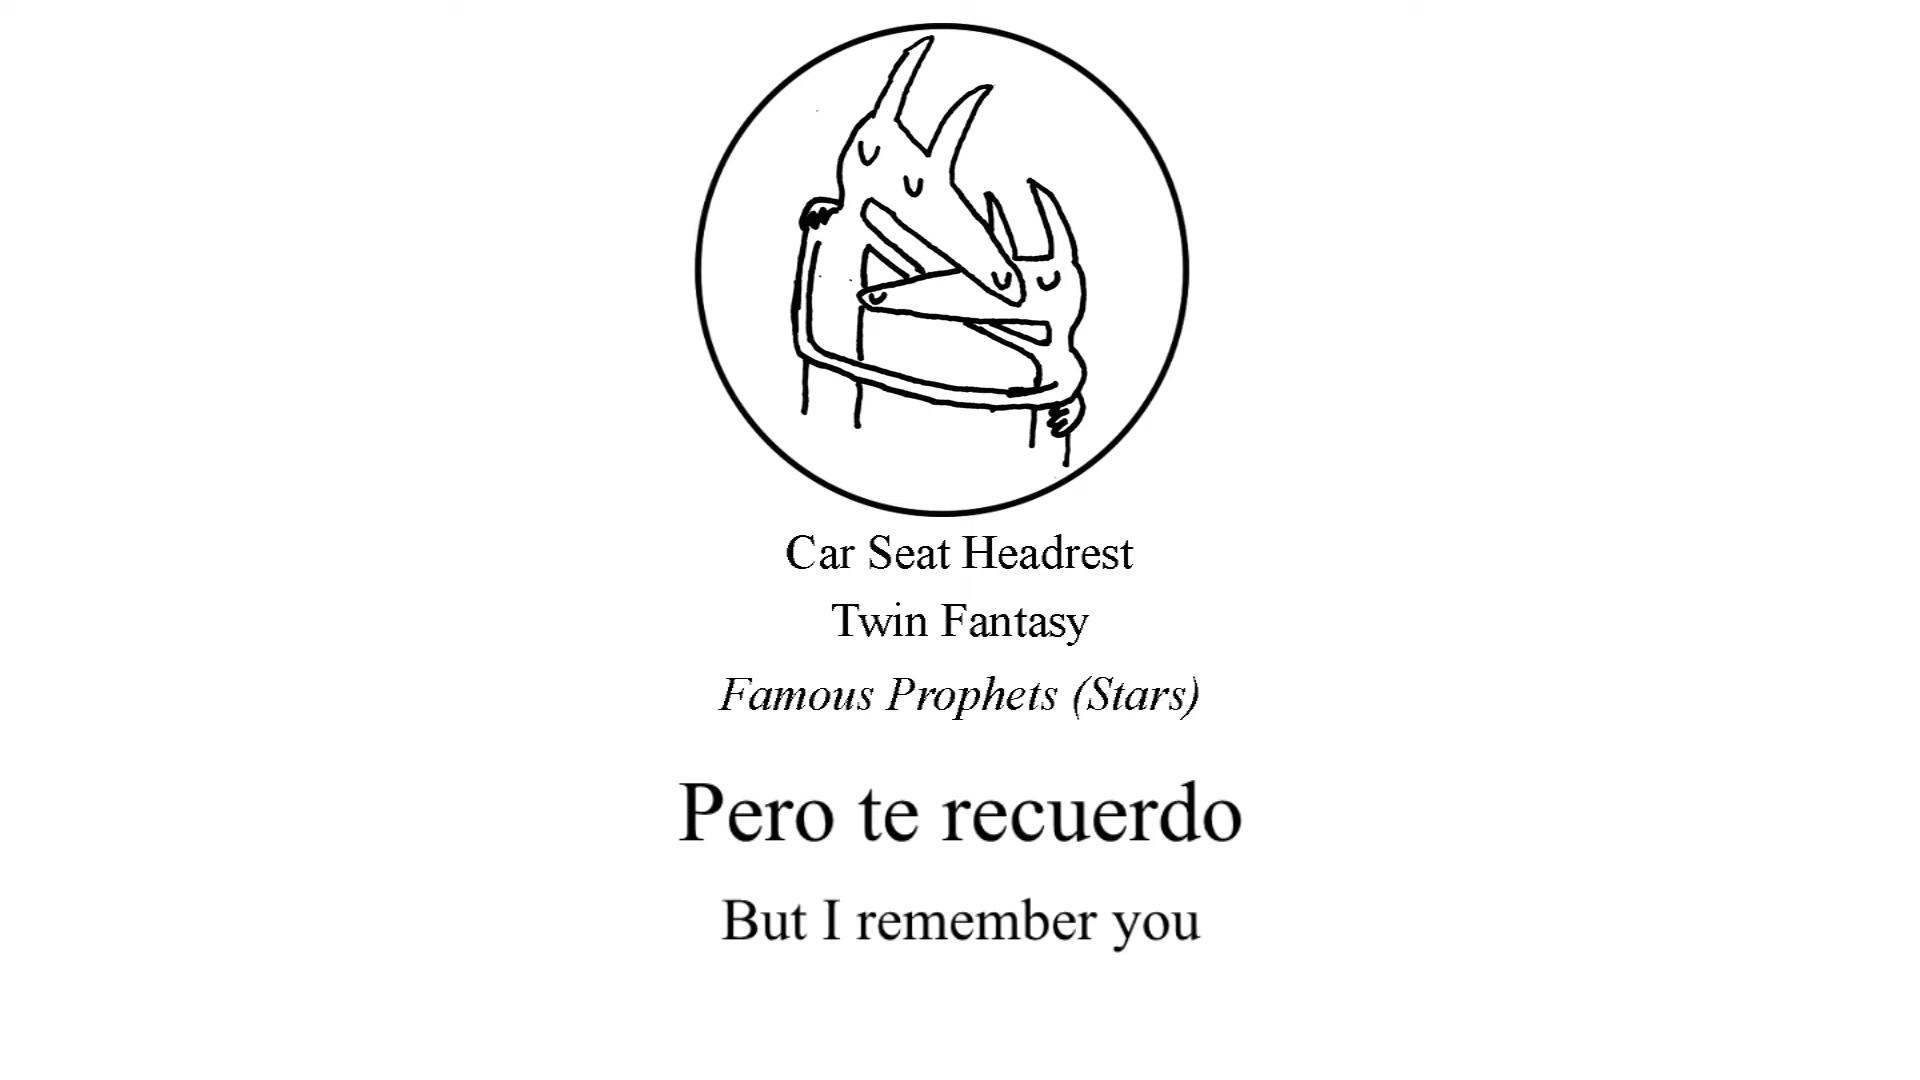 Car Seat Headrest
Twin Fantasy
Famous Prophets (Stars)
Pero te recuerdo
But I remember you